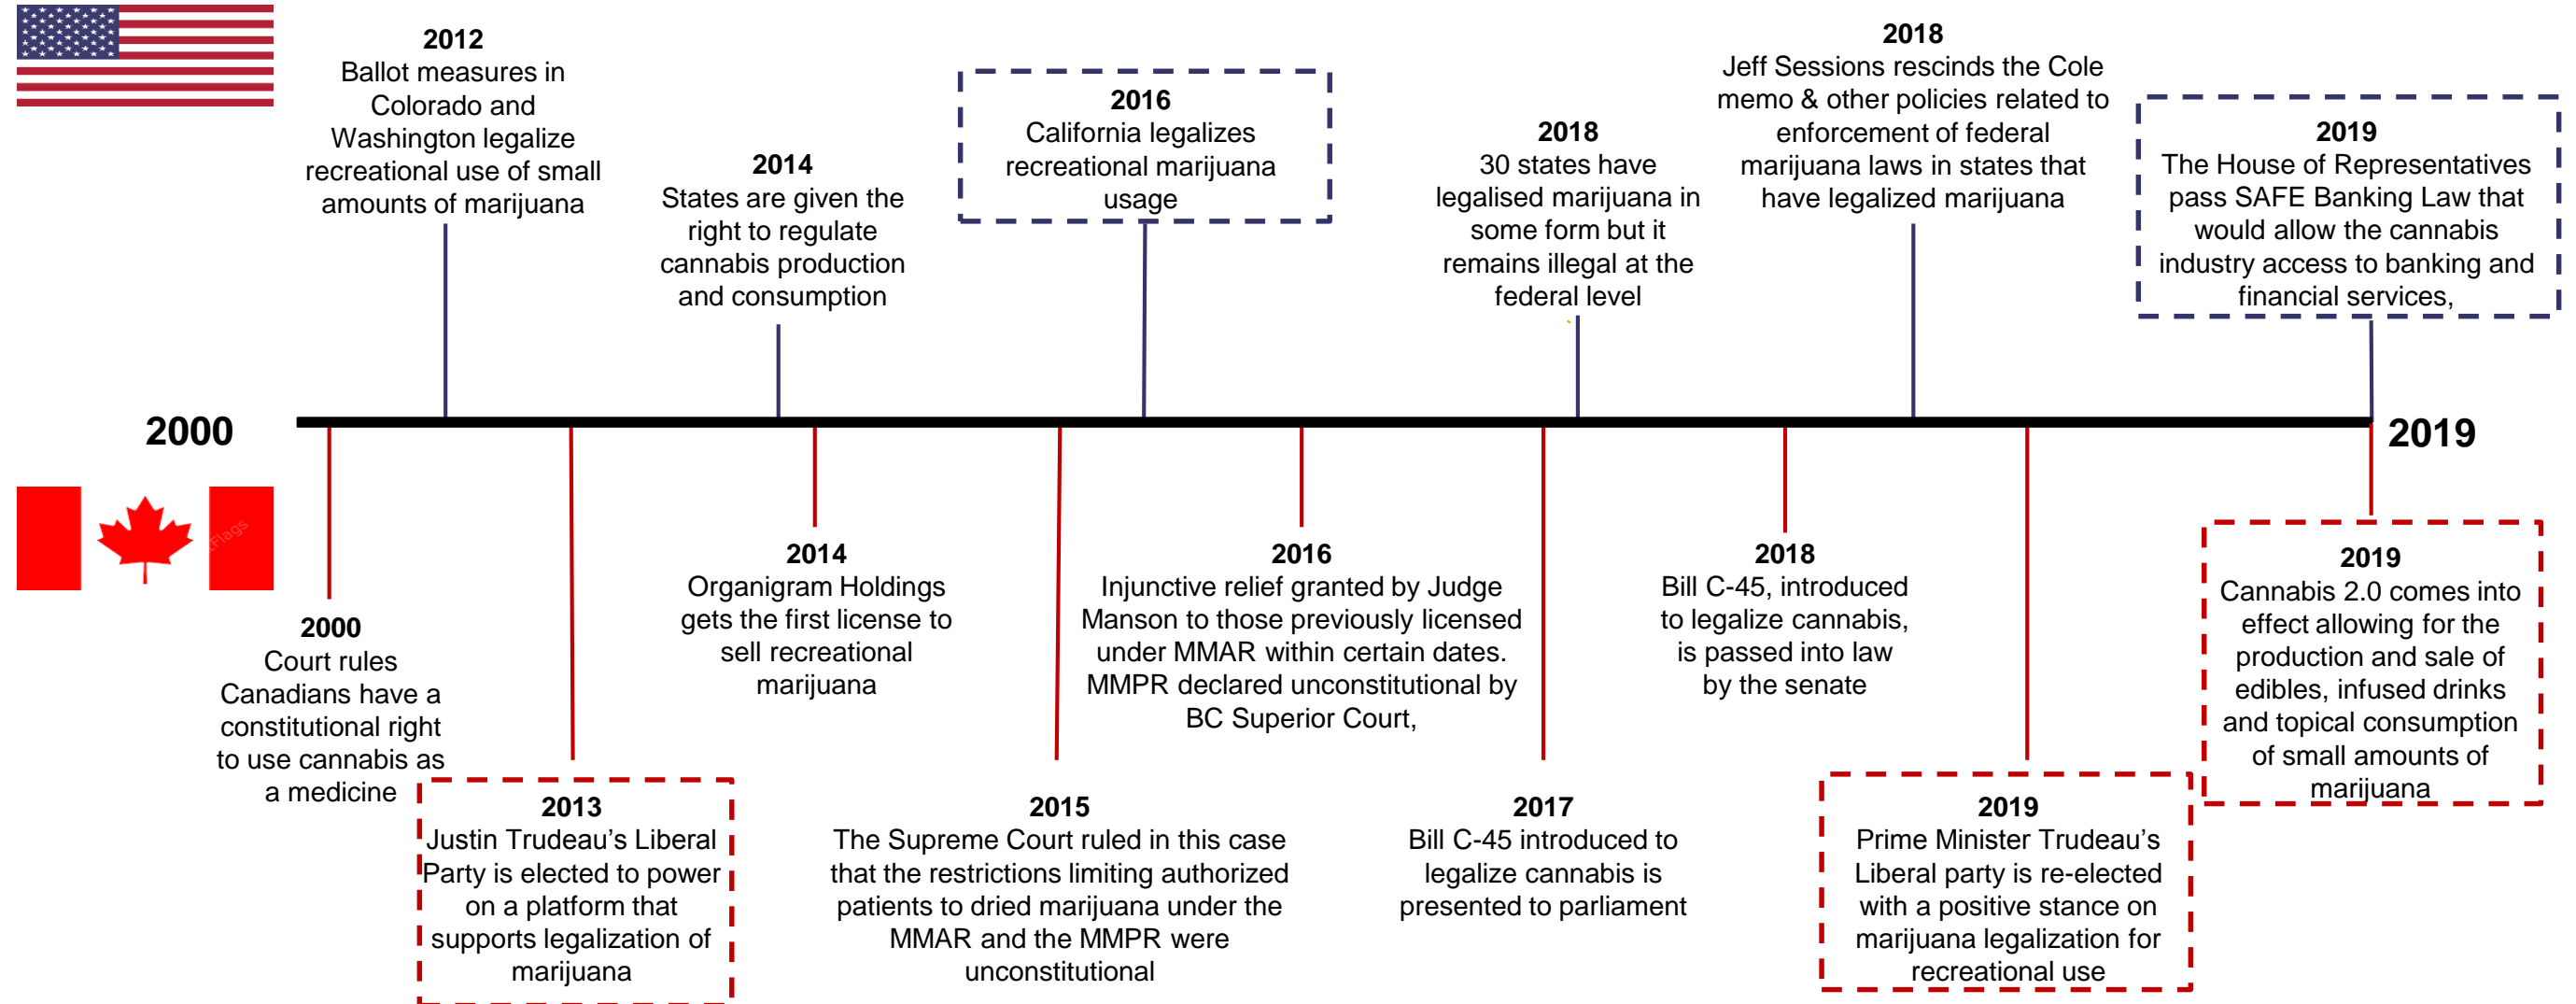 2012
Ballot measures in
Colorado and
Washington legalize
recreational use of small
amounts of marijuana
2014
States are given the
right to regulate
cannabis production
and consumption
2016
California legalizes
recreational marijuana
usage
2018
30 states have
legalised marijuana in
some form but it
remains illegal at the
federal level
2018
Jeff Sessions rescinds the Cole
memo & other policies related to
enforcement of federal
marijuana laws in states that
have legalized marijuana
2019
The House of Representatives
pass SAFE Banking Law that
would allow the cannabis
industry access to banking and
financial services,
2000
2019
2000
Court rules
Canadians have a
constitutional right
to use cannabis as
a medicine
2013
Justin Trudeau’s Liberal
Party is elected to power
on a platform that
supports legalization of
marijuana
2014
Organigram Holdings
gets the first license to
sell recreational
marijuana
2015
The Supreme Court ruled in this case
that the restrictions limiting authorized
patients to dried marijuana under the
MMAR and the MMPR were
unconstitutional
2016
Injunctive relief granted by Judge
Manson to those previously licensed
under MMAR within certain dates.
MMPR declared unconstitutional by
BC Superior Court,
2017
Bill C-45 introduced to
legalize cannabis is
presented to parliament
2018
Bill C-45, introduced
to legalize cannabis,
is passed into law
by the senate
2019
Prime Minister Trudeau’s
Liberal party is re-elected
with a positive stance on
marijuana legalization for
recreational use
2019
Cannabis 2.0 comes into
effect allowing for the
production and sale of
edibles, infused drinks
and topical consumption
of small amounts of
marijuana